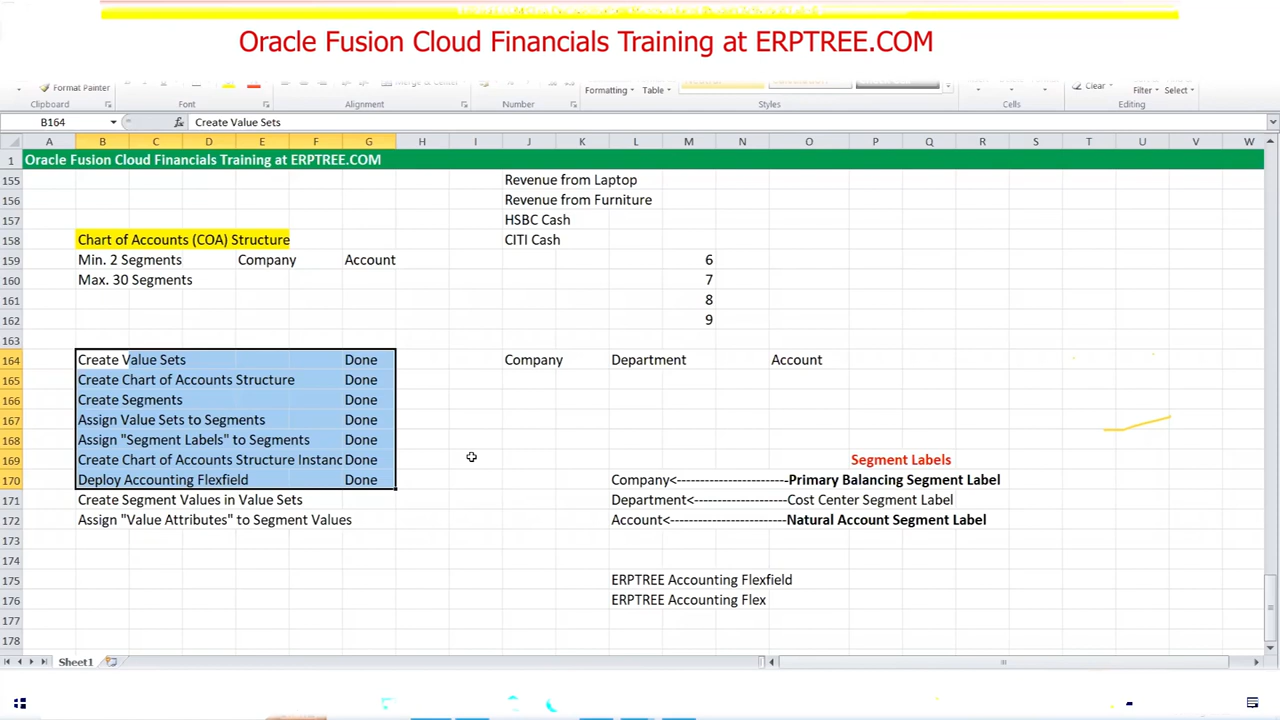 Oracle Fusion Cloud Financials Training at ERPTREE.COM
Format Painter
Merge & Center
Formatting Table Clear Filter Select
Clipboard Font Alignment Number Styles Cells Editing
B164 fx Create Value Sets
A B C D E F G H I J K L M N O P Q R S T U V W
1 Oracle Fusion Cloud Financials Training at ERPTREE.COM
155 Revenue from Laptop
156 Revenue from Furniture
157 HSBC Cash
158 Chart of Accounts (COA) Structure CITI Cash
159 Min. 2 Segments Company Account 6
160 Max. 30 Segments 7
161 8
162 9
163
164 Create Value Sets Done Company Department Account
165 Create Chart of Accounts Structure Done
166 Create Segments Done
167 Assign Value Sets to Segments Done
168 Assign "Segment Labels" to Segments Done
169 Create Chart of Accounts Structure Instanc Done Segment Labels
170 Deploy Accounting Flexfield Done Company<------------------------Primary Balancing Segment Label
171 Create Segment Values in Value Sets Department<--------------------Cost Center Segment Label
172 Assign "Value Attributes" to Segment Values Account<-------------------------Natural Account Segment Label
173
174
175 ERPTREE Accounting Flexfield
176 ERPTREE Accounting Flex
177
178
Sheet1